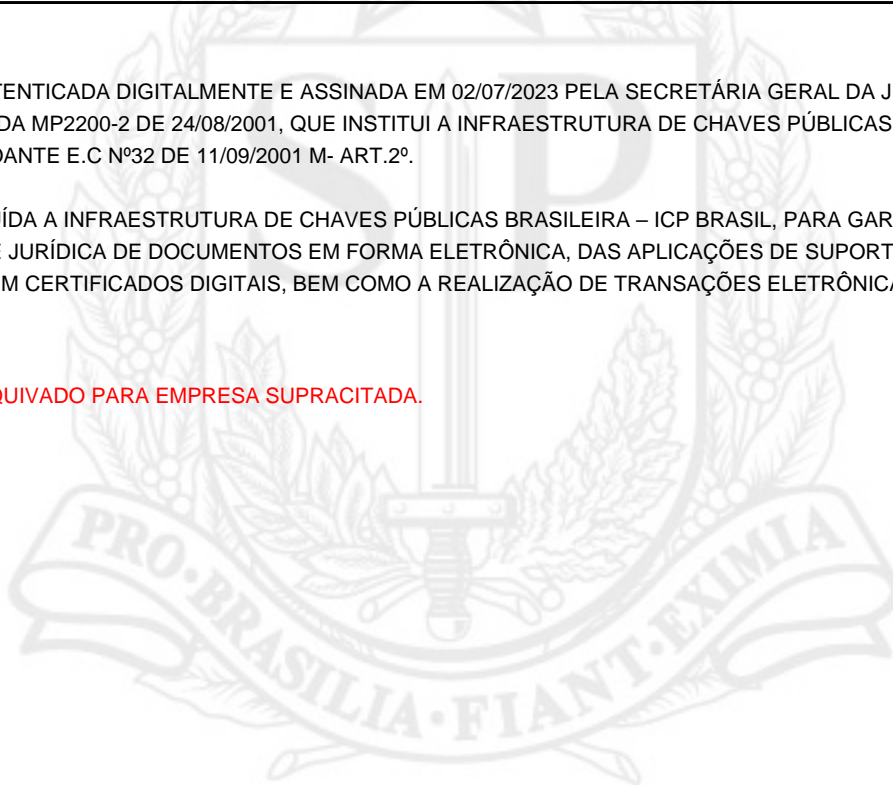 TENTICADA DIGITALMENTE E ASSINADA EM 02/07/2023 PELA SECRETÁRIA GERAL DA J
DA MP2200-2 DE 24/08/2001, QUE INSTITUI A INFRAESTRUTURA DE CHAVES PÚBLICAS
DANTE E.C Nº32 DE 11/09/2001 M- ART.2º.
UÍDA A INFRAESTRUTURA DE CHAVES PÚBLICAS BRASILEIRA – ICP BRASIL, PARA GAR
E JURÍDICA DE DOCUMENTOS EM FORMA ELETRÔNICA, DAS APLICAÇÕES DE SUPORT
M CERTIFICADOS DIGITAIS, BEM COMO A REALIZAÇÃO DE TRANSAÇÕES ELETRÔNICA
QUIVADO PARA EMPRESA SUPRACITADA.
SP
PRO·BRASILIA·FIANT·EXIMIA